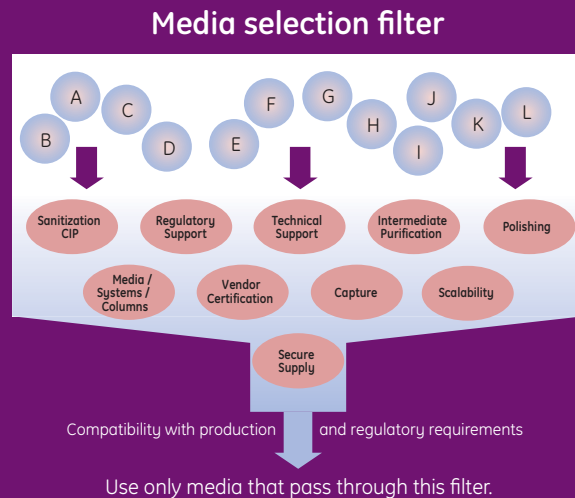 Media selection filter
A
B
C
D
E
F
G
H
I
J
K
L
Sanitization
CIP
Regulatory
Support
Technical
Support
Intermediate
Purification
Polishing
Media /
Systems /
Columns
Vendor
Certification
Capture
Scalability
Secure
Supply
Compatibility with production and regulatory requirements
Use only media that pass through this filter.